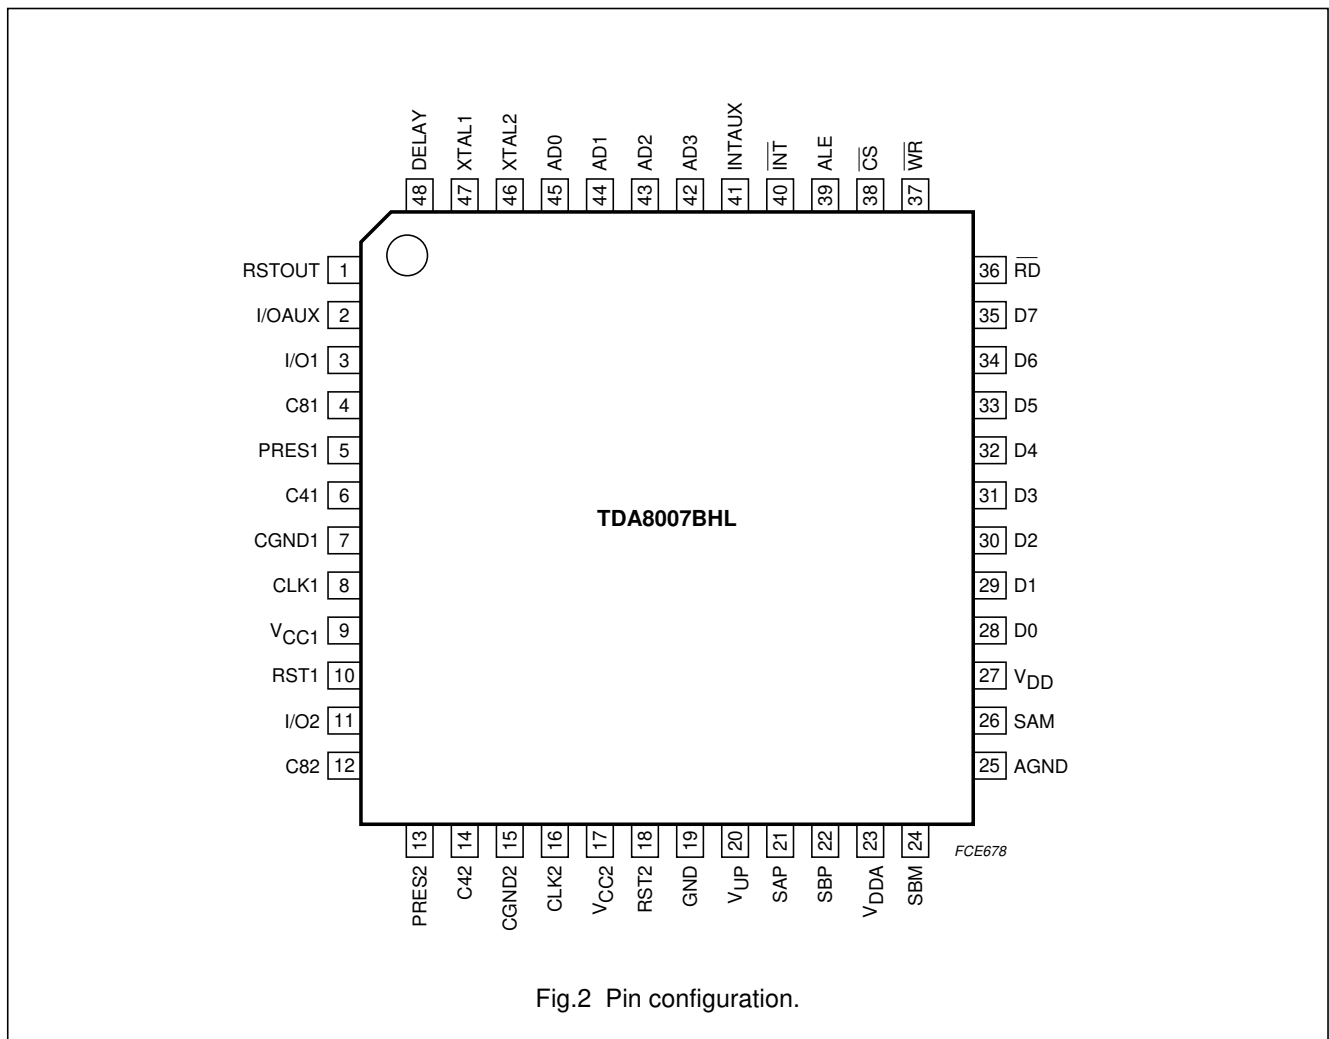 48 DELAY
47 XTAL1
46 XTAL2
45 AD0
44 AD1
43 AD2
42 AD3
41 INTAUX
40 I̅N̅T̅
39 ALE
38 C̅S̅
37 W̅R̅
RSTOUT 1
I/OAUX 2
I/O1 3
C81 4
PRES1 5
C41 6
CGND1 7
CLK1 8
VCC1 9
RST1 10
I/O2 11
C82 12
TDA8007BHL
36 R̅D̅
35 D7
34 D6
33 D5
32 D4
31 D3
30 D2
29 D1
28 D0
27 VDD
26 SAM
25 AGND
PRES2 13
C42 14
CGND2 15
CLK2 16
VCC2 17
RST2 18
GND 19
VUP 20
SAP 21
SBP 22
VDDA 23
SBM 24
FCE678
Fig.2 Pin configuration.